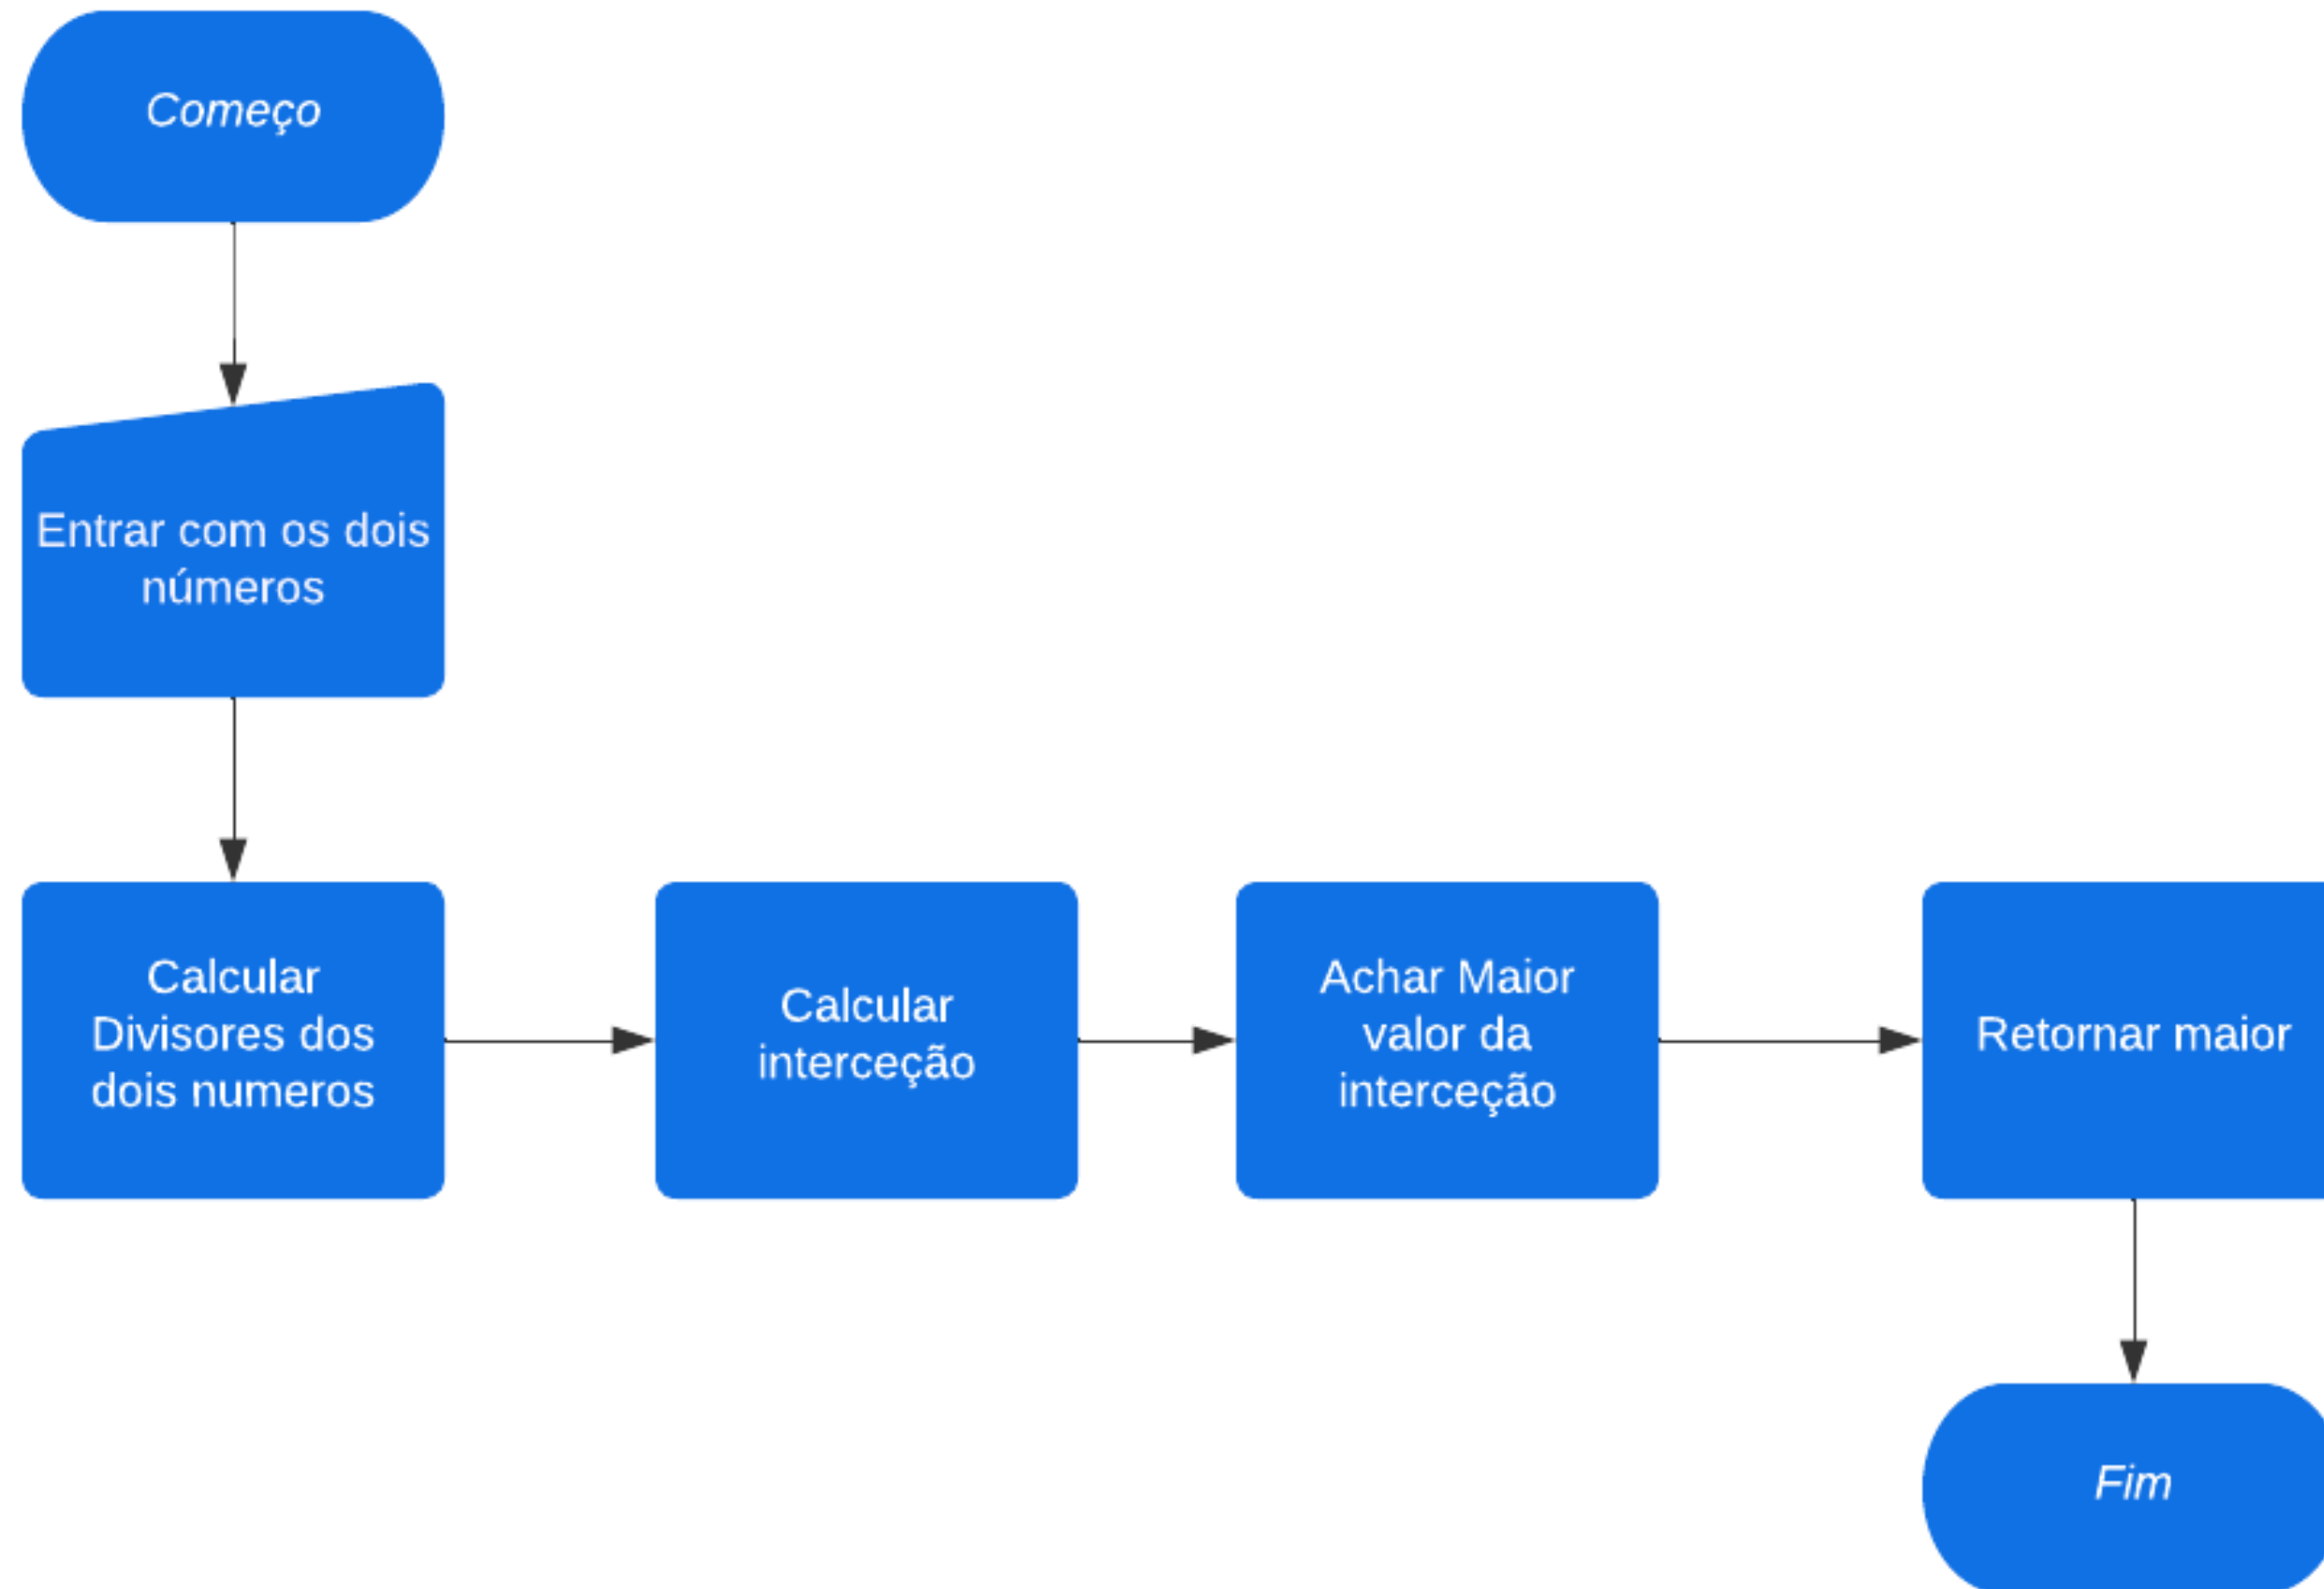 Começo
Entrar com os dois
números
Calcular
Divisores dos
dois numeros
Calcular
interceção
Achar Maior
valor da
interceção
Retornar maior
Fim